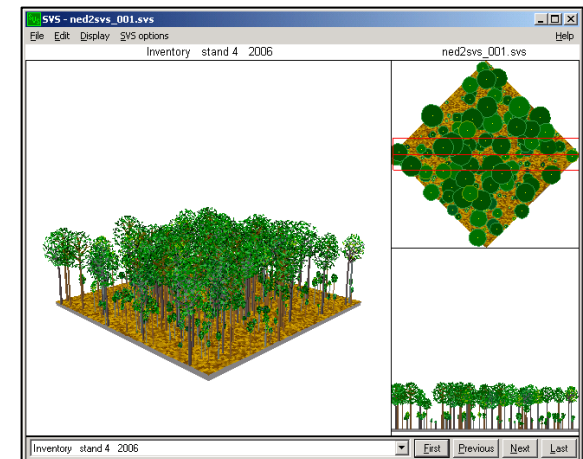 SVS - ned2svs_001.svs
File Edit Display SVS options Help
Inventory stand 4 2006 ned2svs_001.svs
Inventory stand 4 2006 First Previous Next Last